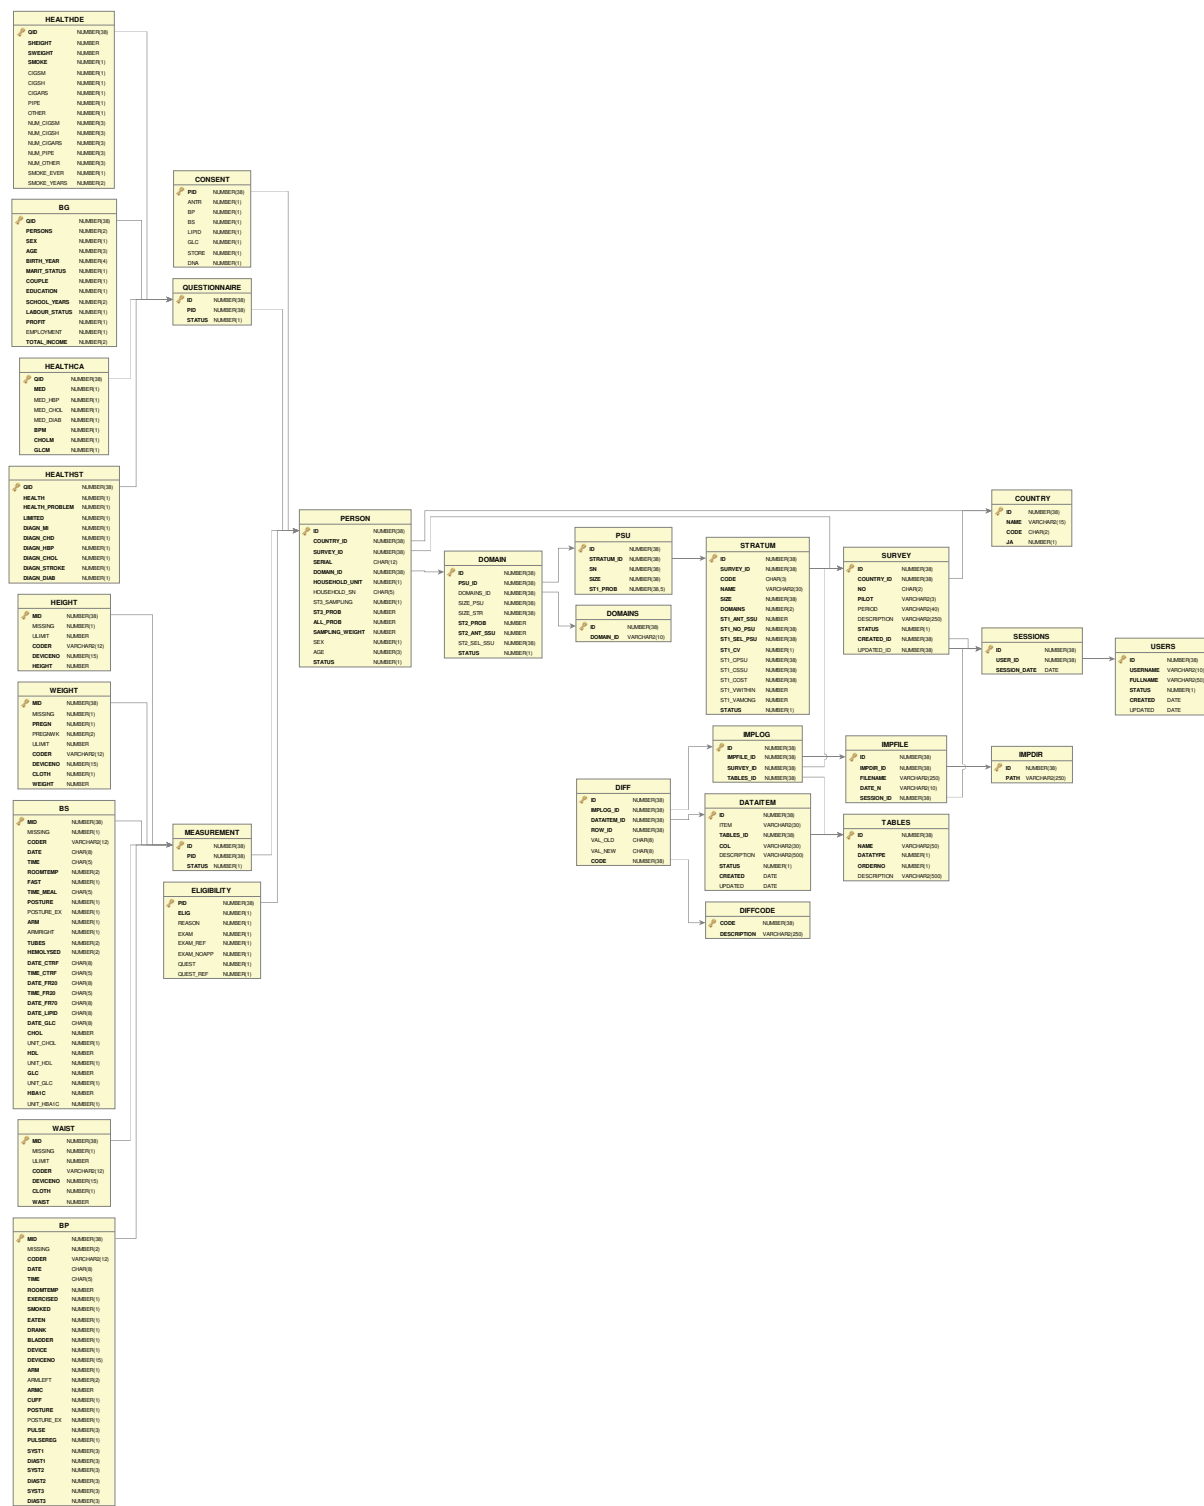 HEALTHDE
QID NUMBER(38)
SHEIGHT NUMBER
SWEIGHT NUMBER
SMOKE NUMBER(1)
CIGSM NUMBER(1)
CIGSH NUMBER(1)
CIGARS NUMBER(1)
PIPE NUMBER(1)
OTHER NUMBER(1)
NUM_CIGSM NUMBER(3)
NUM_CIGSH NUMBER(3)
NUM_CIGARS NUMBER(3)
NUM_PIPE NUMBER(3)
NUM_OTHER NUMBER(3)
SMOKE_EVER NUMBER(1)
SMOKE_YEARS NUMBER(2)
BG
QID NUMBER(38)
PERSONS NUMBER(2)
SEX NUMBER(1)
AGE NUMBER(3)
BIRTH_YEAR NUMBER(4)
MARIT_STATUS NUMBER(1)
COUPLE NUMBER(1)
EDUCATION NUMBER(1)
SCHOOL_YEARS NUMBER(2)
LABOUR_STATUS NUMBER(1)
PROFIT NUMBER(1)
EMPLOYMENT NUMBER(1)
TOTAL_INCOME NUMBER(2)
HEALTHCA
QID NUMBER(38)
MED NUMBER(1)
MED_HBP NUMBER(1)
MED_CHOL NUMBER(1)
MED_DIAB NUMBER(1)
BPM NUMBER(1)
CHOLM NUMBER(1)
GLCM NUMBER(1)
HEALTHST
QID NUMBER(38)
HEALTH NUMBER(1)
HEALTH_PROBLEM NUMBER(1)
LIMITED NUMBER(1)
DIAGN_MI NUMBER(1)
DIAGN_CHD NUMBER(1)
DIAGN_HBP NUMBER(1)
DIAGN_CHOL NUMBER(1)
DIAGN_STROKE NUMBER(1)
DIAGN_DIAB NUMBER(1)
HEIGHT
MID NUMBER(38)
MISSING NUMBER(1)
ULIMIT NUMBER
CODER VARCHAR2(12)
DEVICENO NUMBER(15)
HEIGHT NUMBER
WEIGHT
MID NUMBER(38)
MISSING NUMBER(1)
PREGN NUMBER(1)
PREGNWK NUMBER(2)
ULIMIT NUMBER
CODER VARCHAR2(12)
DEVICENO NUMBER(15)
CLOTH NUMBER(1)
WEIGHT NUMBER
BS
MID NUMBER(38)
MISSING NUMBER(1)
CODER VARCHAR2(12)
DATE CHAR(8)
TIME CHAR(5)
ROOMTEMP NUMBER(2)
FAST NUMBER(1)
TIME_MEAL CHAR(5)
POSTURE NUMBER(1)
POSTURE_EX NUMBER(1)
ARM NUMBER(1)
ARMRIGHT NUMBER(1)
TUBES NUMBER(2)
HEMOLYSED NUMBER(2)
DATE_CTRF CHAR(8)
TIME_CTRF CHAR(5)
DATE_FR20 CHAR(8)
TIME_FR20 CHAR(5)
DATE_FR70 CHAR(8)
DATE_LIPID CHAR(8)
DATE_GLC CHAR(8)
CHOL NUMBER
UNIT_CHOL NUMBER(1)
HDL NUMBER
UNIT_HDL NUMBER(1)
GLC NUMBER
UNIT_GLC NUMBER(1)
HBA1C NUMBER
UNIT_HBA1C NUMBER(1)
WAIST
MID NUMBER(38)
MISSING NUMBER(1)
ULIMIT NUMBER
CODER VARCHAR2(12)
DEVICENO NUMBER(15)
CLOTH NUMBER(1)
WAIST NUMBER
BP
MID NUMBER(38)
MISSING NUMBER(2)
CODER VARCHAR2(12)
DATE CHAR(8)
TIME CHAR(5)
ROOMTEMP NUMBER
EXERCISED NUMBER(1)
SMOKED NUMBER(1)
EATEN NUMBER(1)
DRANK NUMBER(1)
BLADDER NUMBER(1)
DEVICE NUMBER(1)
DEVICENO NUMBER(15)
ARM NUMBER(1)
ARMLEFT NUMBER(2)
ARMC NUMBER
CUFF NUMBER(1)
POSTURE NUMBER(1)
POSTURE_EX NUMBER(1)
PULSE NUMBER(3)
PULSEREG NUMBER(1)
SYST1 NUMBER(3)
DIAST1 NUMBER(3)
SYST2 NUMBER(3)
DIAST2 NUMBER(3)
SYST3 NUMBER(3)
DIAST3 NUMBER(3)
CONSENT
PID NUMBER(38)
ANTR NUMBER(1)
BP NUMBER(1)
BS NUMBER(1)
LIPID NUMBER(1)
GLC NUMBER(1)
STORE NUMBER(1)
DNA NUMBER(1)
QUESTIONNAIRE
ID NUMBER(38)
PID NUMBER(38)
STATUS NUMBER(1)
MEASUREMENT
ID NUMBER(38)
PID NUMBER(38)
STATUS NUMBER(1)
ELIGIBILITY
PID NUMBER(38)
ELIG NUMBER(1)
REASON NUMBER(1)
EXAM NUMBER(1)
EXAM_REF NUMBER(1)
EXAM_NOAPP NUMBER(1)
QUEST NUMBER(1)
QUEST_REF NUMBER(1)
PERSON
ID NUMBER(38)
COUNTRY_ID NUMBER(38)
SURVEY_ID NUMBER(38)
SERIAL CHAR(12)
DOMAIN_ID NUMBER(38)
HOUSEHOLD_UNIT NUMBER(1)
HOUSEHOLD_SN CHAR(5)
ST3_SAMPLING NUMBER(1)
ST3_PROB NUMBER
ALL_PROB NUMBER
SAMPLING_WEIGHT NUMBER
SEX NUMBER(1)
AGE NUMBER(3)
STATUS NUMBER(1)
DOMAIN
ID NUMBER(38)
PSU_ID NUMBER(38)
DOMAINS_ID NUMBER(38)
SIZE_PSU NUMBER(38)
SIZE_STR NUMBER(38)
ST2_PROB NUMBER
ST2_ANT_SSU NUMBER
ST2_SEL_SSU NUMBER(38)
STATUS NUMBER(1)
PSU
ID NUMBER(38)
STRATUM_ID NUMBER(38)
SN NUMBER(38)
SIZE NUMBER(38)
ST1_PROB NUMBER(38,5)
DOMAINS
ID NUMBER(38)
DOMAIN_ID VARCHAR2(10)
DIFF
ID NUMBER(38)
IMPLOG_ID NUMBER(38)
DATAITEM_ID NUMBER(38)
ROW_ID NUMBER(38)
VAL_OLD CHAR(8)
VAL_NEW CHAR(8)
CODE NUMBER(38)
STRATUM
ID NUMBER(38)
SURVEY_ID NUMBER(38)
CODE CHAR(3)
NAME VARCHAR2(30)
SIZE NUMBER(38)
DOMAINS NUMBER(2)
ST1_ANT_SSU NUMBER
ST1_NO_PSU NUMBER(38)
ST1_SEL_PSU NUMBER(38)
ST1_CV NUMBER(1)
ST1_CPSU NUMBER(38)
ST1_CSSU NUMBER(38)
ST1_COST NUMBER(38)
ST1_VWITHIN NUMBER
ST1_VAMONG NUMBER
STATUS NUMBER(1)
IMPLOG
ID NUMBER(38)
IMPFILE_ID NUMBER(38)
SURVEY_ID NUMBER(38)
TABLES_ID NUMBER(38)
DATAITEM
ID NUMBER(38)
ITEM VARCHAR2(30)
TABLES_ID NUMBER(38)
COL VARCHAR2(30)
DESCRIPTION VARCHAR2(500)
STATUS NUMBER(1)
CREATED DATE
UPDATED DATE
DIFFCODE
CODE NUMBER(38)
DESCRIPTION VARCHAR2(250)
SURVEY
ID NUMBER(38)
COUNTRY_ID NUMBER(38)
NO CHAR(2)
PILOT VARCHAR2(3)
PERIOD VARCHAR2(40)
DESCRIPTION VARCHAR2(250)
STATUS NUMBER(1)
CREATED_ID NUMBER(38)
UPDATED_ID NUMBER(38)
IMPFILE
ID NUMBER(38)
IMPDIR_ID NUMBER(38)
FILENAME VARCHAR2(250)
DATE_N VARCHAR2(10)
SESSION_ID NUMBER(38)
TABLES
ID NUMBER(38)
NAME VARCHAR2(50)
DATATYPE NUMBER(1)
ORDERNO NUMBER(1)
DESCRIPTION VARCHAR2(500)
COUNTRY
ID NUMBER(38)
NAME VARCHAR2(15)
CODE CHAR(2)
JA NUMBER(1)
SESSIONS
ID NUMBER(38)
USER_ID NUMBER(38)
SESSION_DATE DATE
IMPDIR
ID NUMBER(38)
PATH VARCHAR2(250)
USERS
ID NUMBER(38)
USERNAME VARCHAR2(10)
FULLNAME VARCHAR2(50)
STATUS NUMBER(1)
CREATED DATE
UPDATED DATE